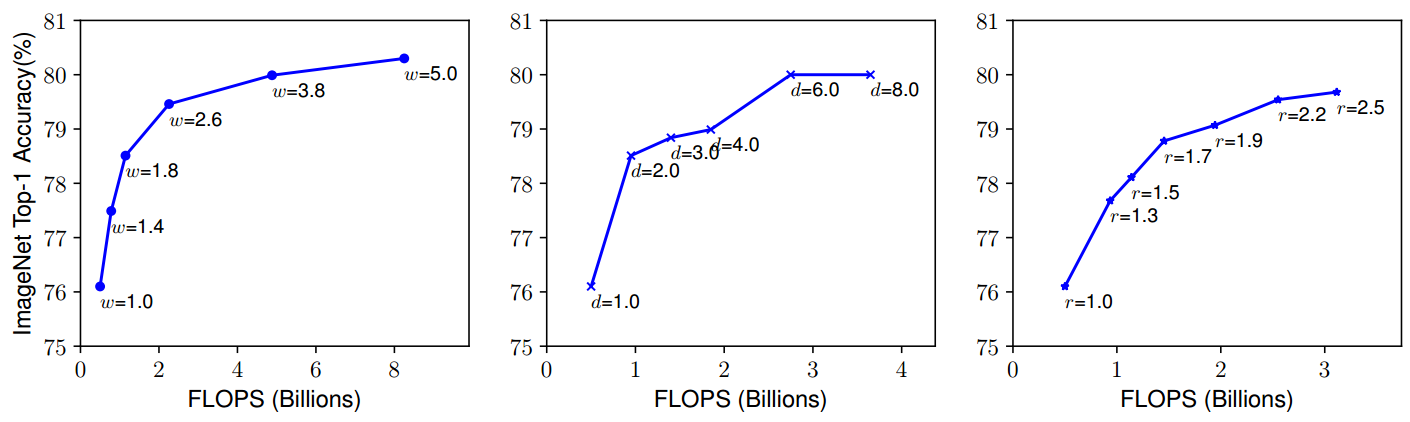 ImageNet Top-1 Accuracy(%)
81
80
79
78
77
76
75
w=1.0
w=1.4
w=1.8
w=2.6
w=3.8
w=5.0
0 2 4 6 8
FLOPS (Billions)
81
80
79
78
77
76
75
d=1.0
d=2.0
d=3.0
d=4.0
d=6.0
d=8.0
0 1 2 3 4
FLOPS (Billions)
81
80
79
78
77
76
75
r=1.0
r=1.3
r=1.5
r=1.7
r=1.9
r=2.2
r=2.5
0 1 2 3
FLOPS (Billions)